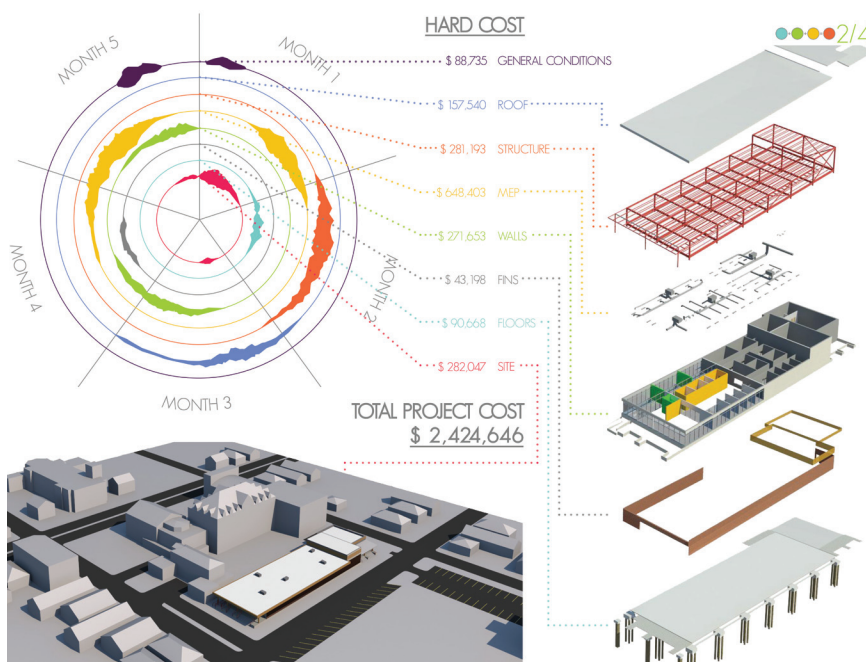 HARD COST
2/4
MONTH 5
MONTH 1
$ 88,735 GENERAL CONDITIONS
$ 157,540 ROOF
$ 281,193 STRUCTURE
$ 648,403 MEP
$ 271,653 WALLS
MONTH 4
MONTH 2
$ 43,198 FINS
$ 90,668 FLOORS
$ 282,047 SITE
MONTH 3
TOTAL PROJECT COST
$ 2,424,646